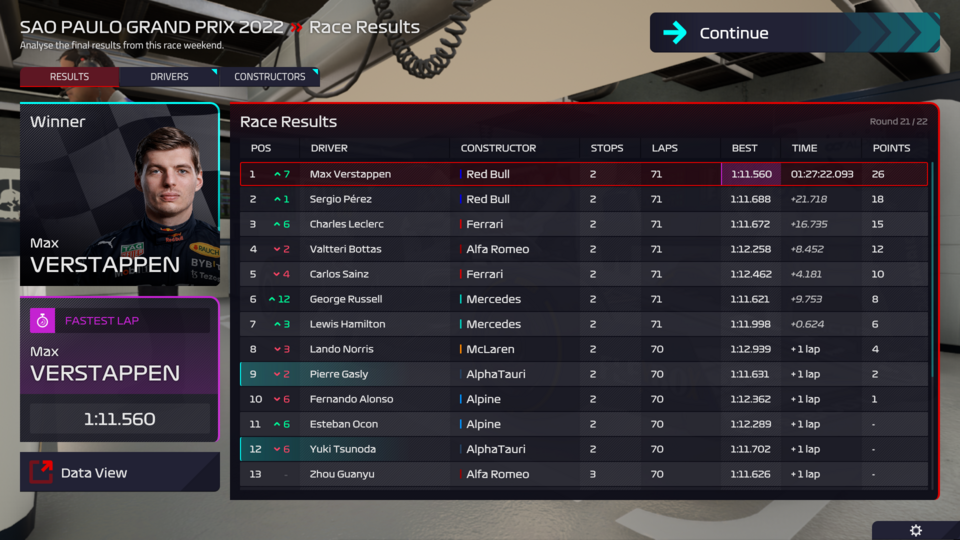 SAO PAULO GRAND PRIX 2022 » Race Results
Analyse the final results from this race weekend.
Continue
RESULTS DRIVERS CONSTRUCTORS
Winner
Max
VERSTAPPEN
FASTEST LAP
Max
VERSTAPPEN
1:11.560
Data View
Race Results Round 21 / 22
POS DRIVER CONSTRUCTOR STOPS LAPS BEST TIME POINTS
1 7 Max Verstappen Red Bull 2 71 1:11.560 01:27:22.093 26
2 1 Sergio Pérez Red Bull 2 71 1:11.688 +21.718 18
3 6 Charles Leclerc Ferrari 2 71 1:11.672 +16.735 15
4 2 Valtteri Bottas Alfa Romeo 2 71 1:12.258 +8.452 12
5 4 Carlos Sainz Ferrari 2 71 1:12.462 +4.181 10
6 12 George Russell Mercedes 2 71 1:11.621 +9.753 8
7 3 Lewis Hamilton Mercedes 2 71 1:11.998 +0.624 6
8 3 Lando Norris McLaren 2 70 1:12.939 +1 lap 4
9 2 Pierre Gasly AlphaTauri 2 70 1:11.631 +1 lap 2
10 6 Fernando Alonso Alpine 2 70 1:12.362 +1 lap 1
11 6 Esteban Ocon Alpine 2 70 1:12.289 +1 lap -
12 6 Yuki Tsunoda AlphaTauri 2 70 1:11.702 +1 lap -
13 - Zhou Guanyu Alfa Romeo 3 70 1:11.626 +1 lap -